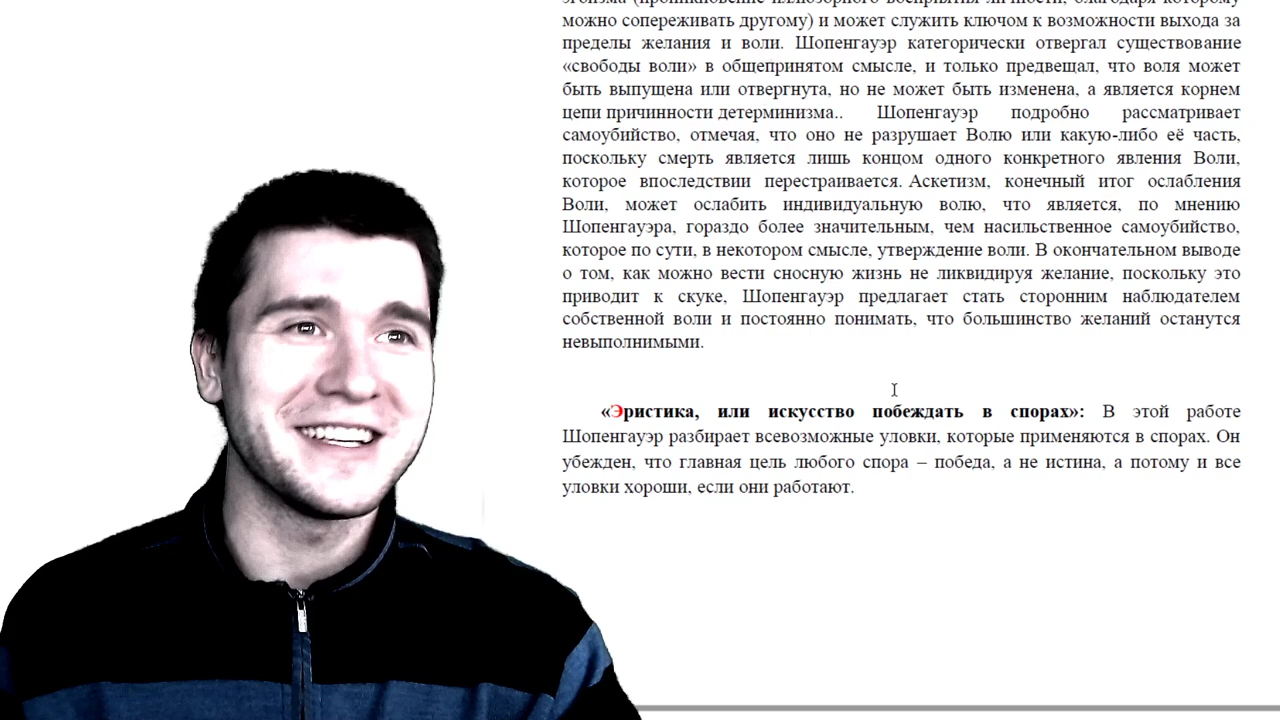 эгоизма (проникновение иллюзорного восприятия личности, благодаря которому
можно сопереживать другому) и может служить ключом к возможности выхода за
пределы желания и воли. Шопенгауэр категорически отвергал существование
«свободы воли» в общепринятом смысле, и только предвещал, что воля может
быть выпущена или отвергнута, но не может быть изменена, а является корнем
цепи причинности детерминизма.. Шопенгауэр подробно рассматривает
самоубийство, отмечая, что оно не разрушает Волю или какую-либо её часть,
поскольку смерть является лишь концом одного конкретного явления Воли,
которое впоследствии перестраивается. Аскетизм, конечный итог ослабления
Воли, может ослабить индивидуальную волю, что является, по мнению
Шопенгауэра, гораздо более значительным, чем насильственное самоубийство,
которое по сути, в некотором смысле, утверждение воли. В окончательном выводе
о том, как можно вести сносную жизнь не ликвидируя желание, поскольку это
приводит к скуке, Шопенгауэр предлагает стать сторонним наблюдателем
собственной воли и постоянно понимать, что большинство желаний останутся
невыполнимыми.
«Эристика, или искусство побеждать в спорах»: В этой работе
Шопенгауэр разбирает всевозможные уловки, которые применяются в спорах. Он
убежден, что главная цель любого спора – победа, а не истина, а потому и все
уловки хороши, если они работают.